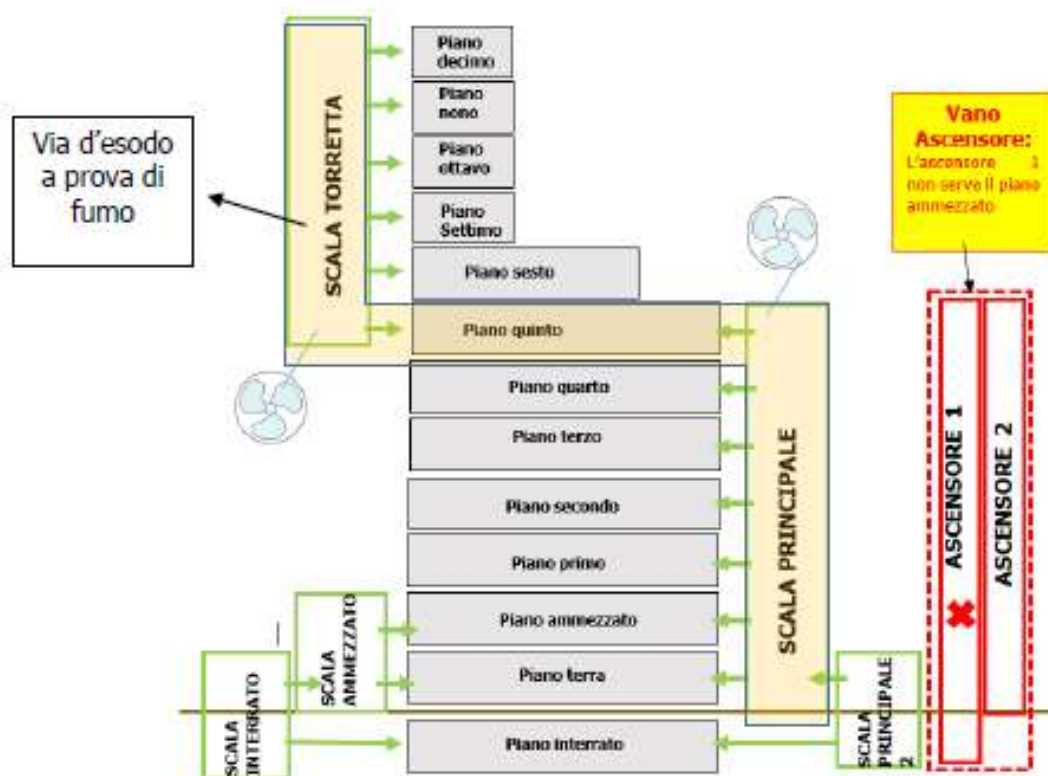 Piano
decimo
Piano
nono
Piano
ottavo
Piano
Settimo
Piano sesto
Piano quinto
Piano quarto
Piano terzo
Piano secondo
Piano primo
Piano ammezzato
Piano terra
Piano interrato
Via d'esodo
a prova di
fumo
SCALA TORRETTA
Vano
Ascensore:
L'ascensore 1
non serve il piano
ammezzato
SCALA PRINCIPALE
ASCENSORE 1
ASCENSORE 2
SCALA
AMMEZZATO
SCALA
INTERRATO
SCALA
PRINCIPALE
2